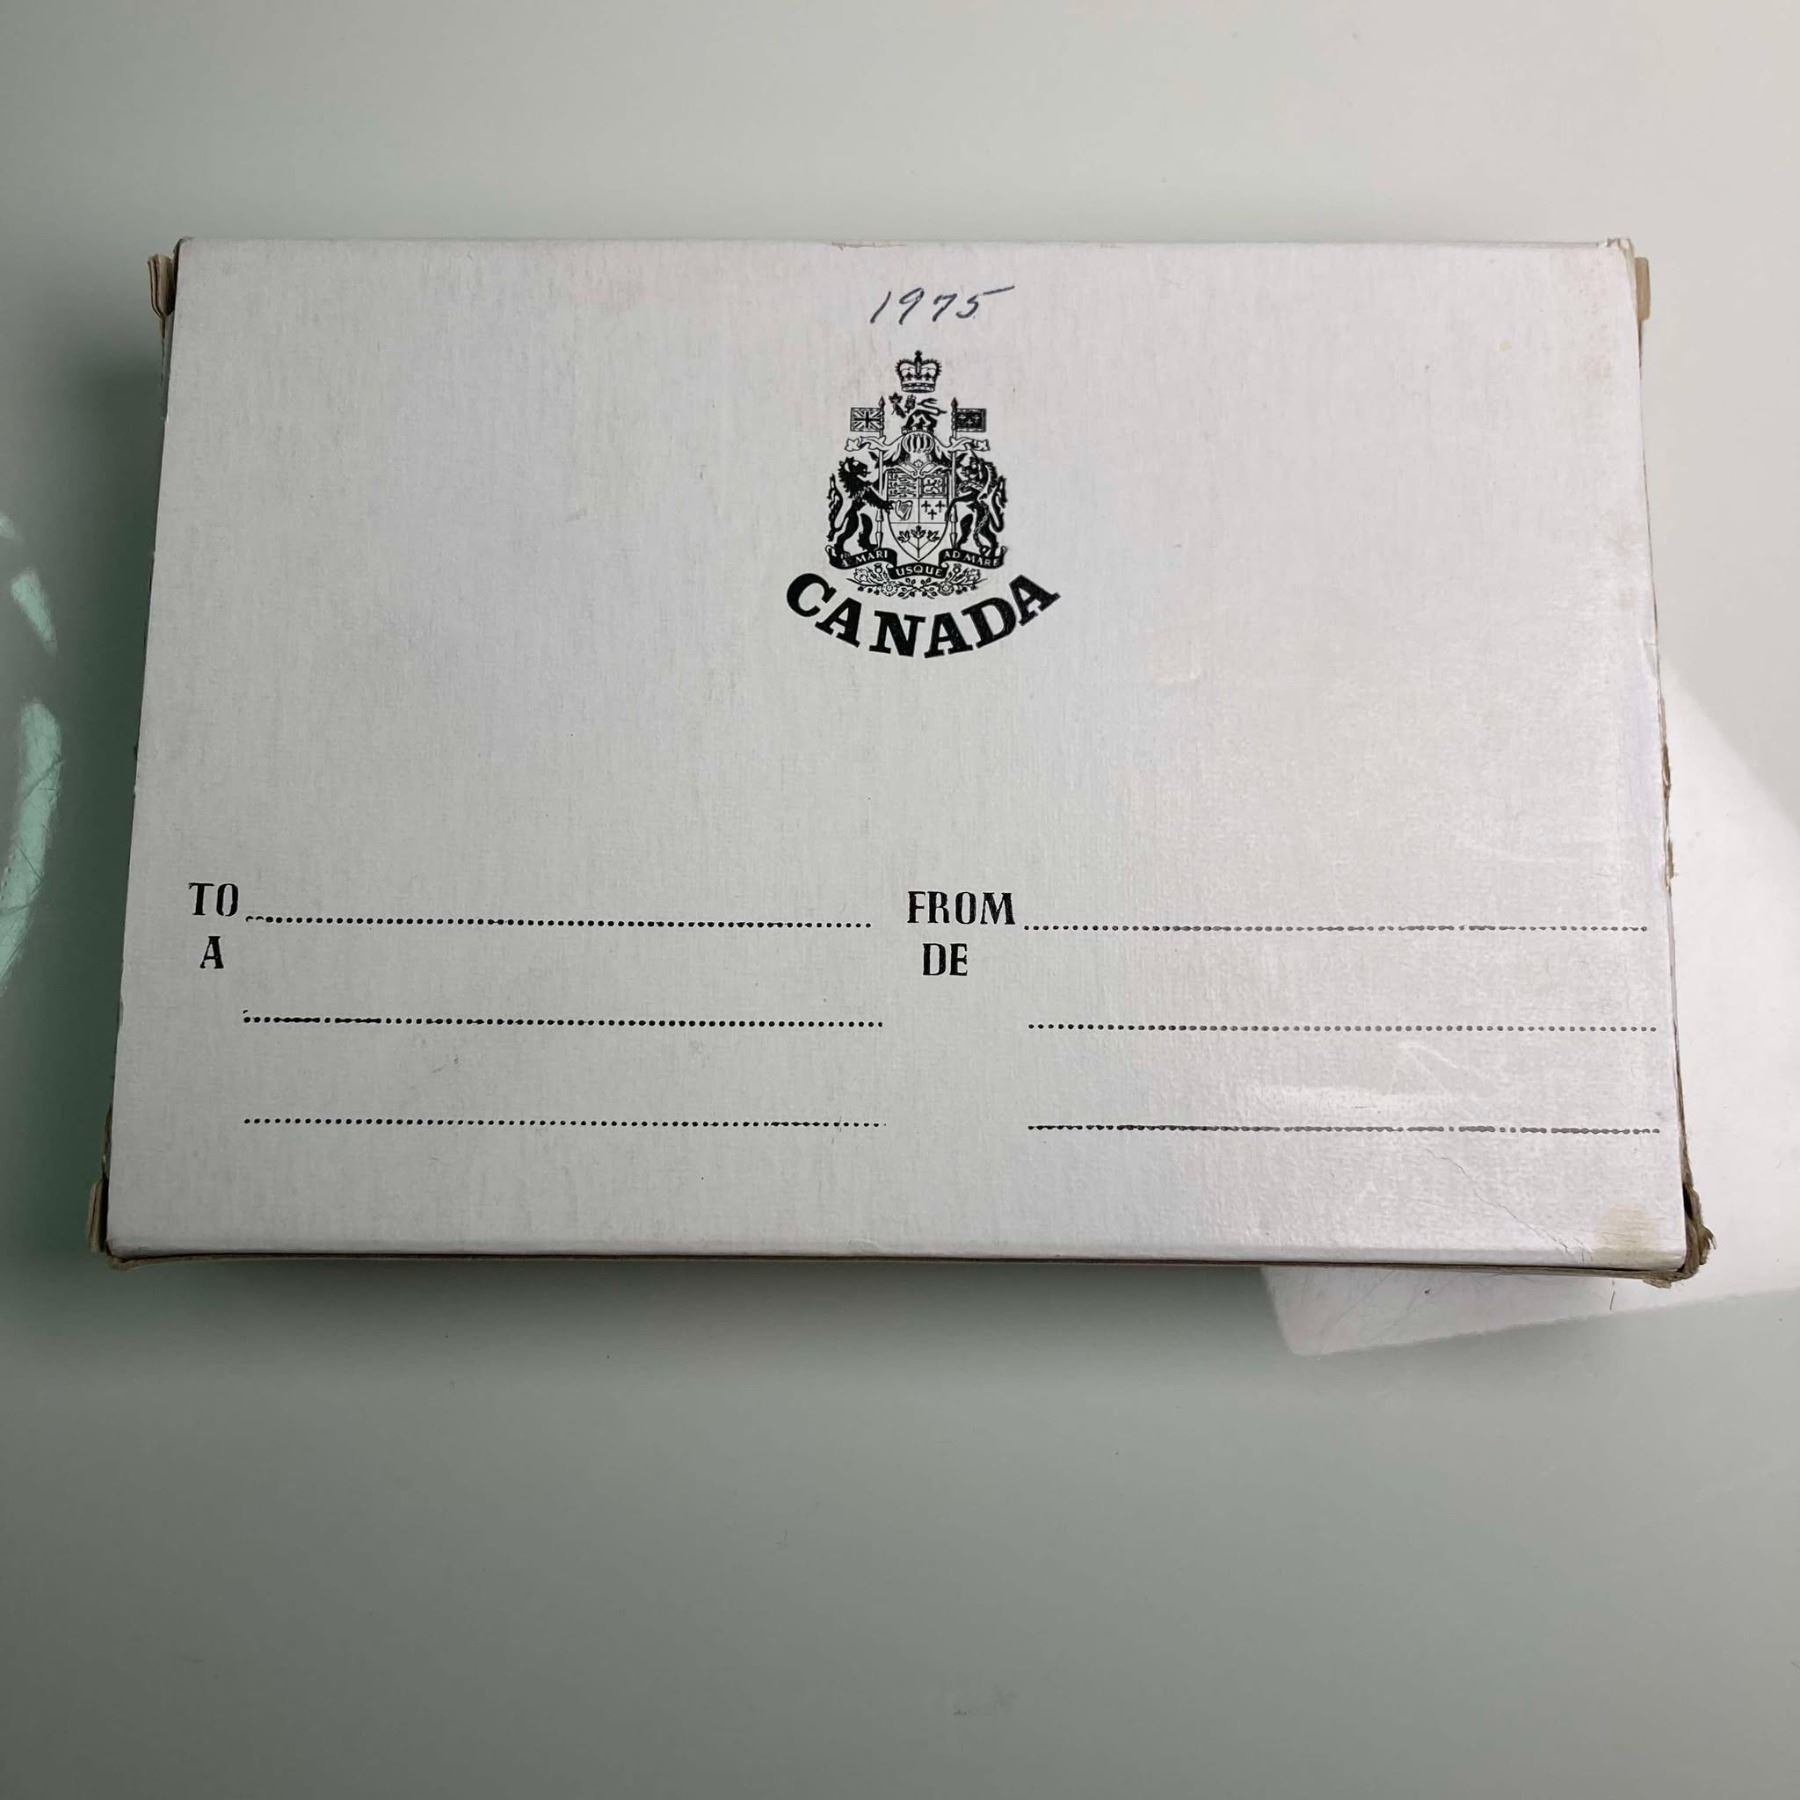 1975
A MARI USQUE AD MARE
CANADA
TO
A
FROM
DE